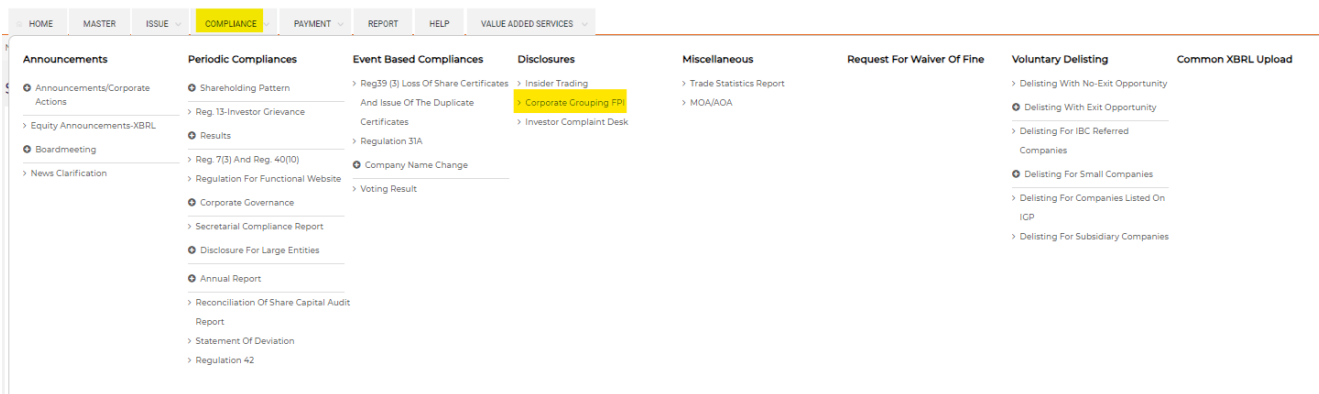 HOME MASTER ISSUE COMPLIANCE PAYMENT REPORT HELP VALUE ADDED SERVICES
Announcements
Announcements/Corporate
Actions
Equity Announcements-XBRL
Boardmeeting
News Clarification
Periodic Compliances
Shareholding Pattern
Reg. 13-Investor Grievance
Results
Reg. 7(3) And Reg. 40(10)
Regulation For Functional Website
Corporate Governance
Secretarial Compliance Report
Disclosure For Large Entities
Annual Report
Reconciliation Of Share Capital Audit
Report
Statement Of Deviation
Regulation 42
Event Based Compliances
Reg39 (3) Loss Of Share Certificates
And Issue Of The Duplicate
Certificates
Regulation 31A
Company Name Change
Voting Result
Disclosures
Insider Trading
Corporate Grouping FPI
Investor Complaint Desk
Miscellaneous
Trade Statistics Report
MOA/AOA
Request For Waiver Of Fine
Voluntary Delisting
Delisting With No-Exit Opportunity
Delisting With Exit Opportunity
Delisting For IBC Referred
Companies
Delisting For Small Companies
Delisting For Companies Listed On
IGP
Delisting For Subsidiary Companies
Common XBRL Upload